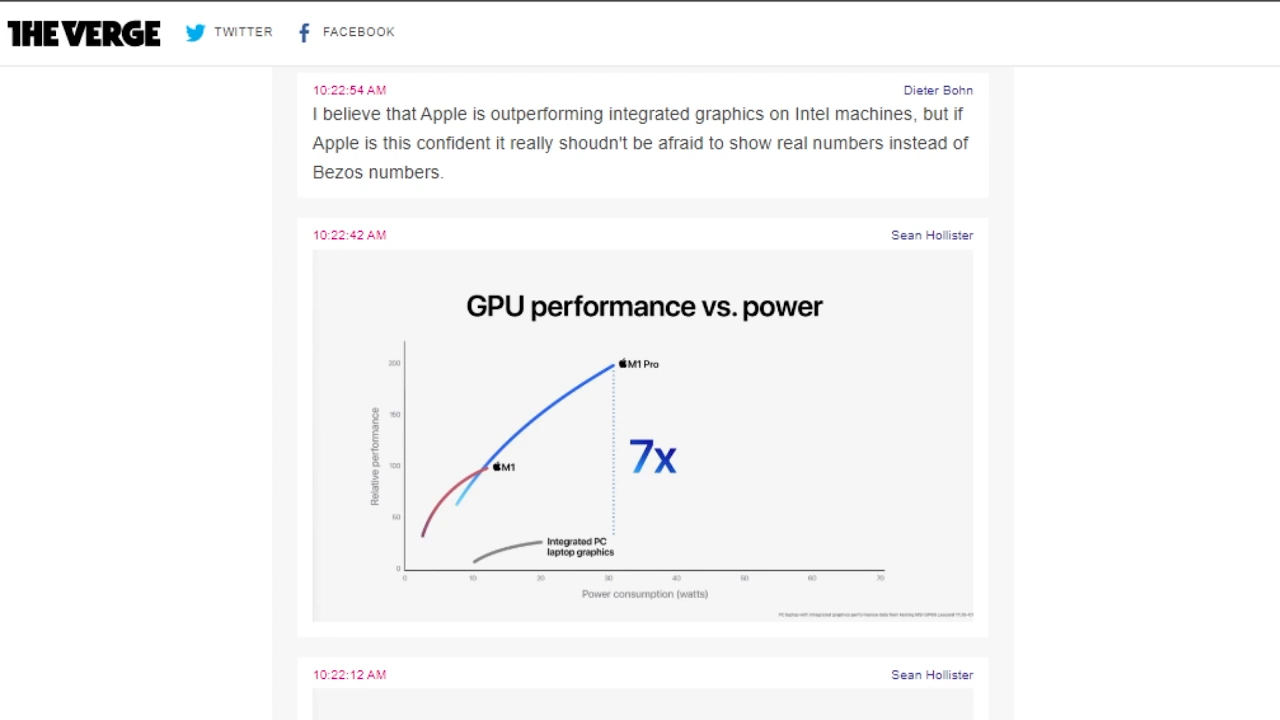 THE VERGE TWITTER FACEBOOK
10:22:54 AM Dieter Bohn
I believe that Apple is outperforming integrated graphics on Intel machines, but if
Apple is this confident it really shoudn't be afraid to show real numbers instead of
Bezos numbers.
10:22:42 AM Sean Hollister
GPU performance vs. power
Relative performance
200
150
100
50
0
M1 Pro
7x
M1
Integrated PC
laptop graphics
0 10 20 30 40 50 60 70
Power consumption (watts)
10:22:12 AM Sean Hollister